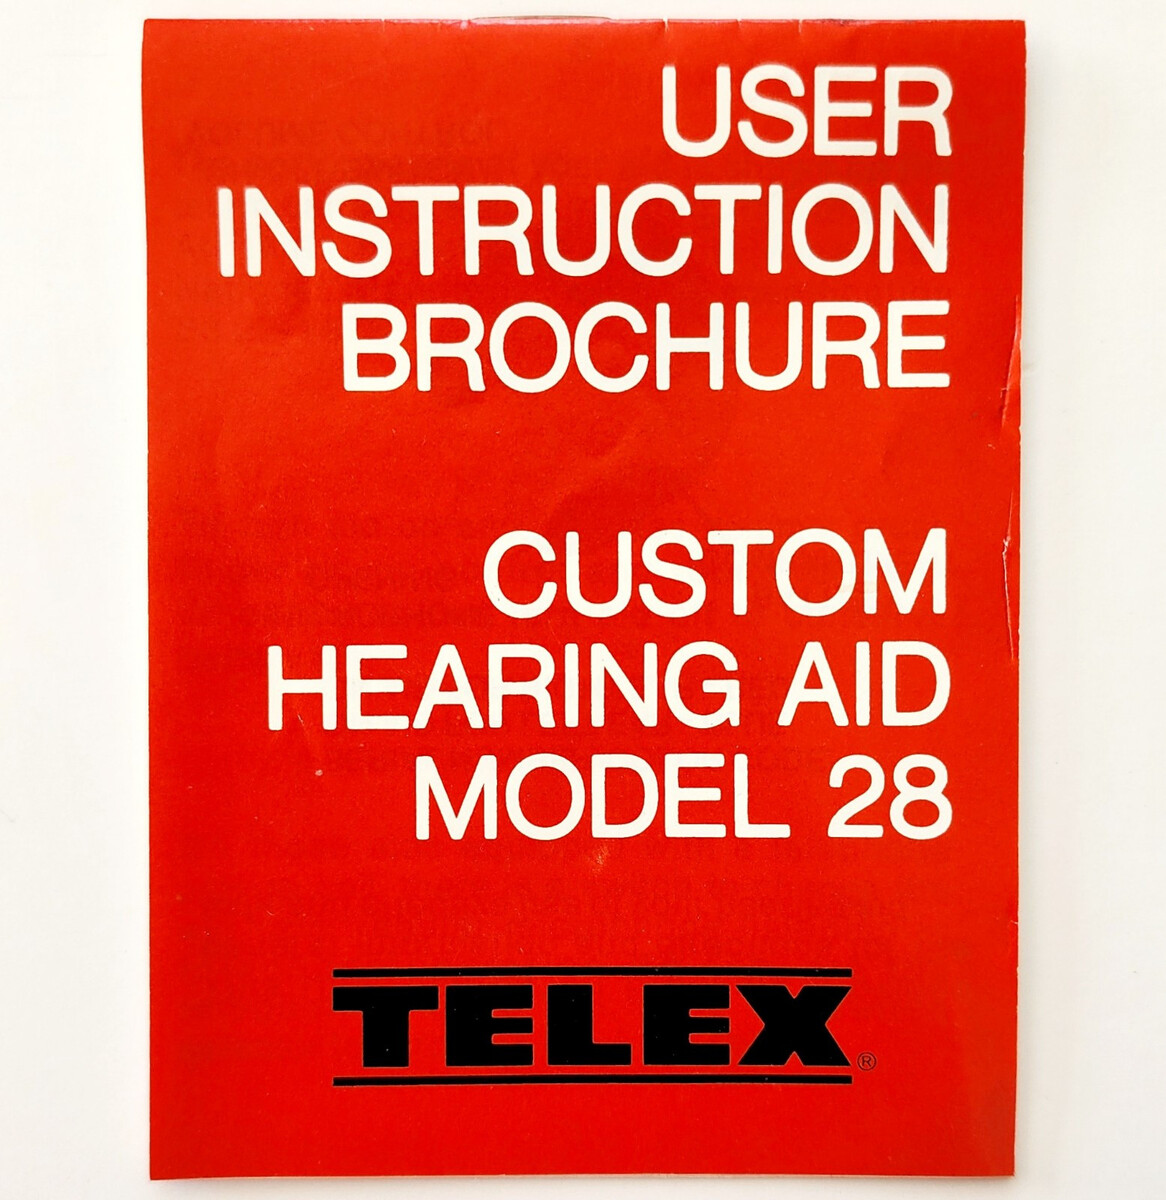 USER
INSTRUCTION
BROCHURE
CUSTOM
HEARING AID
MODEL 28
TELEX®